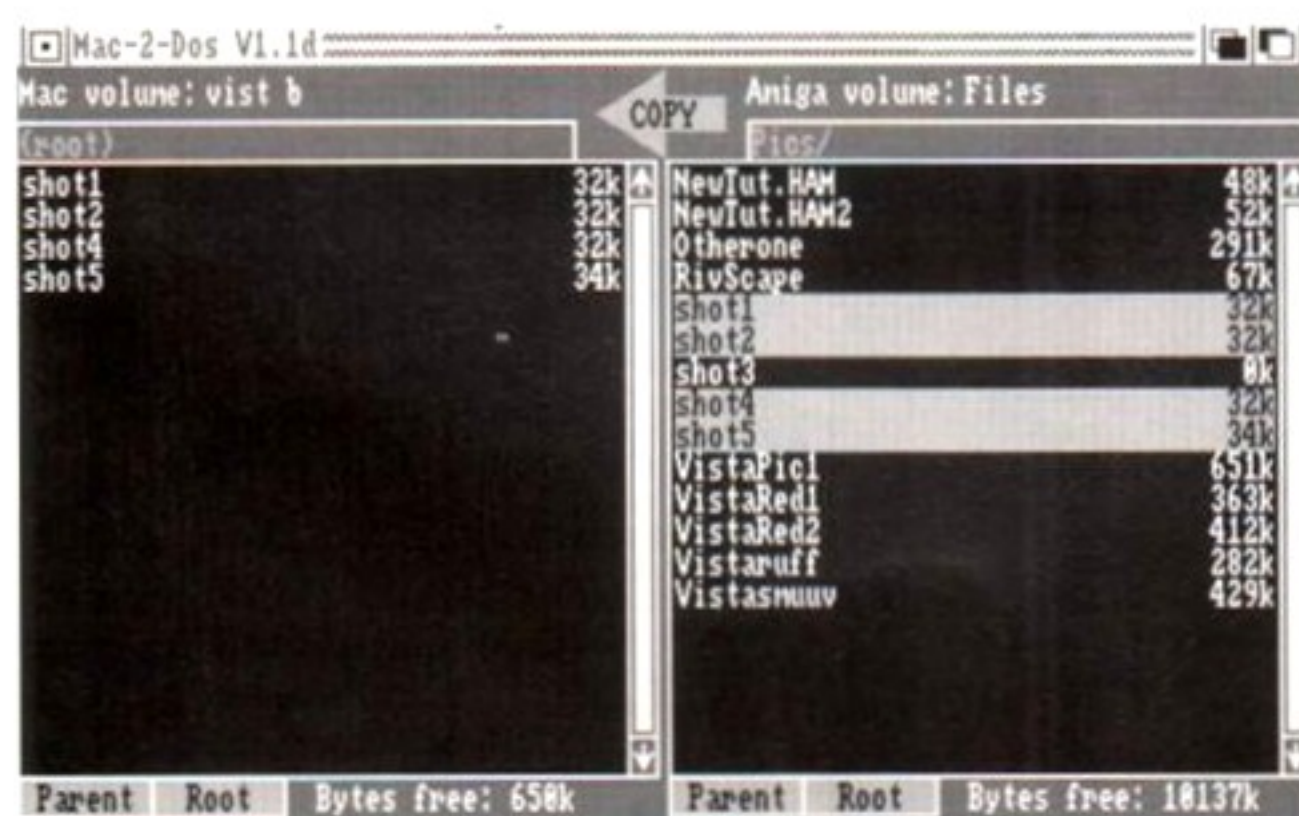 Mac-2-Dos V1.1d
Mac volume: vist b
COPY
Amiga volume: Files
(root)
Pics/
shot1 32k
shot2 32k
shot4 32k
shot5 34k
NewTut.HAM 48k
NewTut.HAM2 52k
Otherone 291k
RivScape 67k
shot1 32k
shot2 32k
shot3 0k
shot4 32k
shot5 34k
VistaPic1 651k
VistaRed1 363k
VistaRed2 412k
Vistaruff 282k
Vistasmuuv 429k
Parent Root Bytes free: 650k
Parent Root Bytes free: 10137k